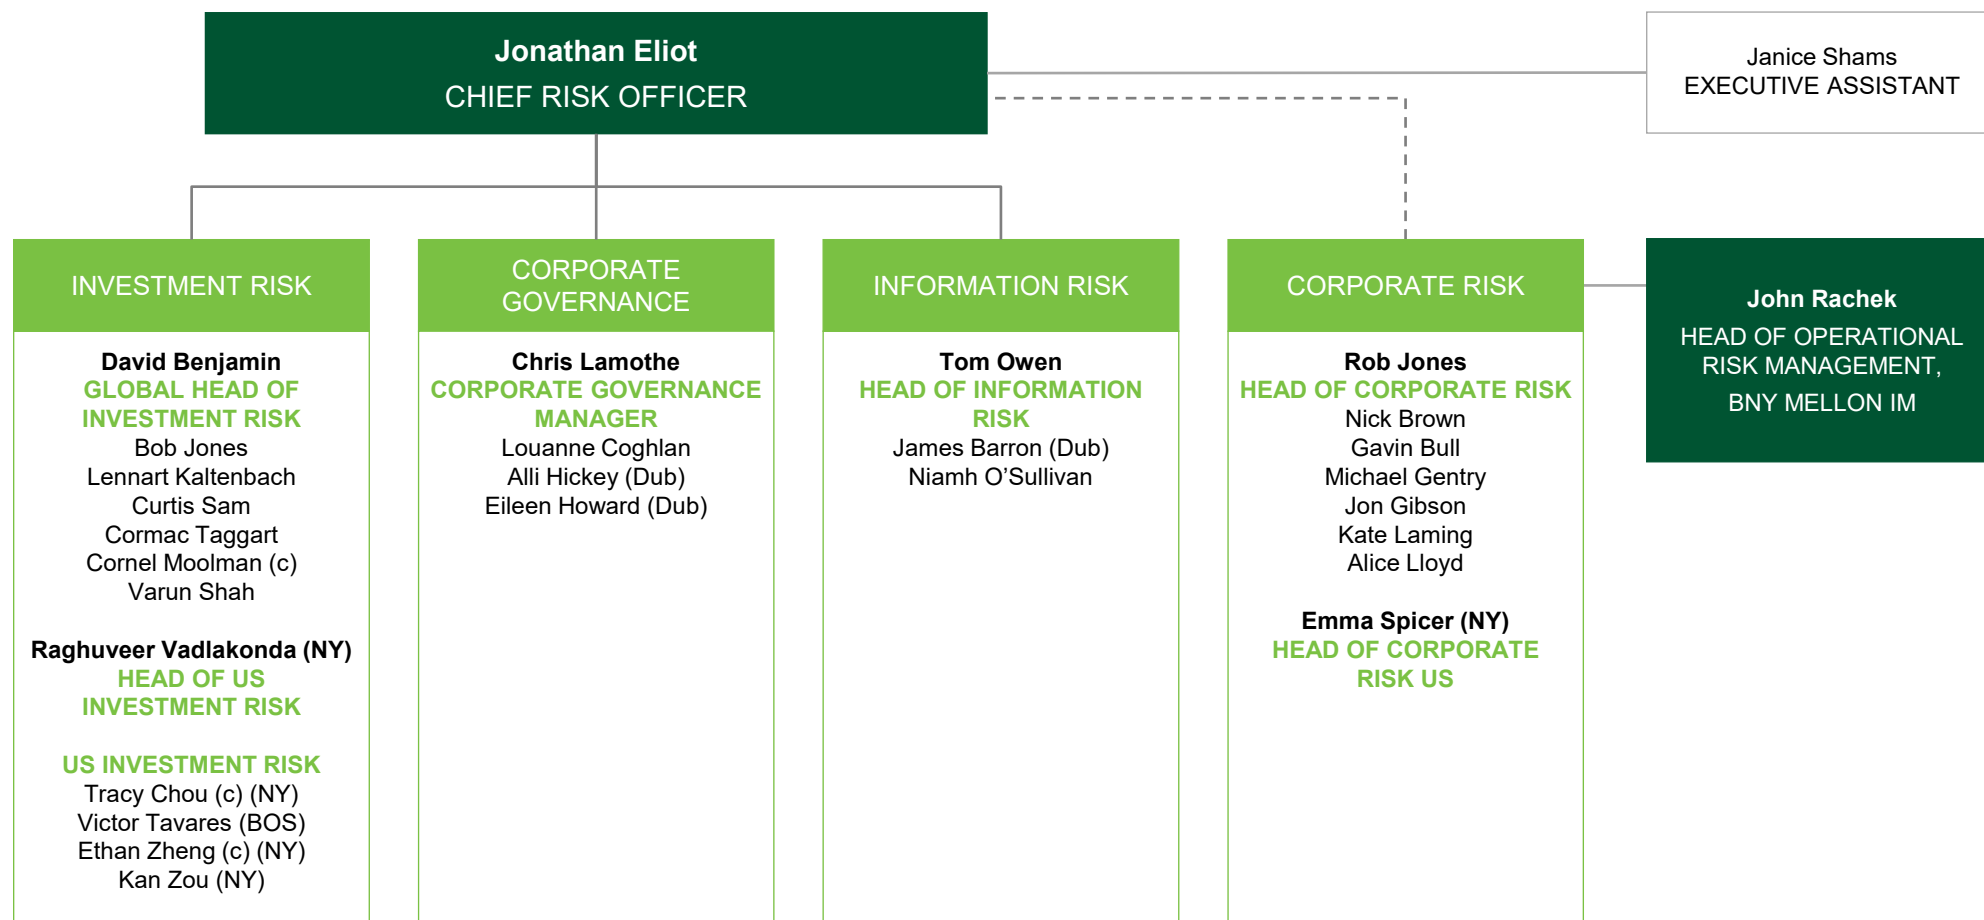 Jonathan Eliot
CHIEF RISK OFFICER
Janice Shams
EXECUTIVE ASSISTANT
INVESTMENT RISK
David Benjamin
GLOBAL HEAD OF
INVESTMENT RISK
Bob Jones
Lennart Kaltenbach
Curtis Sam
Cormac Taggart
Cornel Moolman (c)
Varun Shah
Raghuveer Vadlakonda (NY)
HEAD OF US
INVESTMENT RISK
US INVESTMENT RISK
Tracy Chou (c) (NY)
Victor Tavares (BOS)
Ethan Zheng (c) (NY)
Kan Zou (NY)
CORPORATE
GOVERNANCE
Chris Lamothe
CORPORATE GOVERNANCE
MANAGER
Louanne Coghlan
Alli Hickey (Dub)
Eileen Howard (Dub)
INFORMATION RISK
Tom Owen
HEAD OF INFORMATION
RISK
James Barron (Dub)
Niamh O’Sullivan
CORPORATE RISK
Rob Jones
HEAD OF CORPORATE RISK
Nick Brown
Gavin Bull
Michael Gentry
Jon Gibson
Kate Laming
Alice Lloyd
Emma Spicer (NY)
HEAD OF CORPORATE
RISK US
John Rachek
HEAD OF OPERATIONAL
RISK MANAGEMENT,
BNY MELLON IM